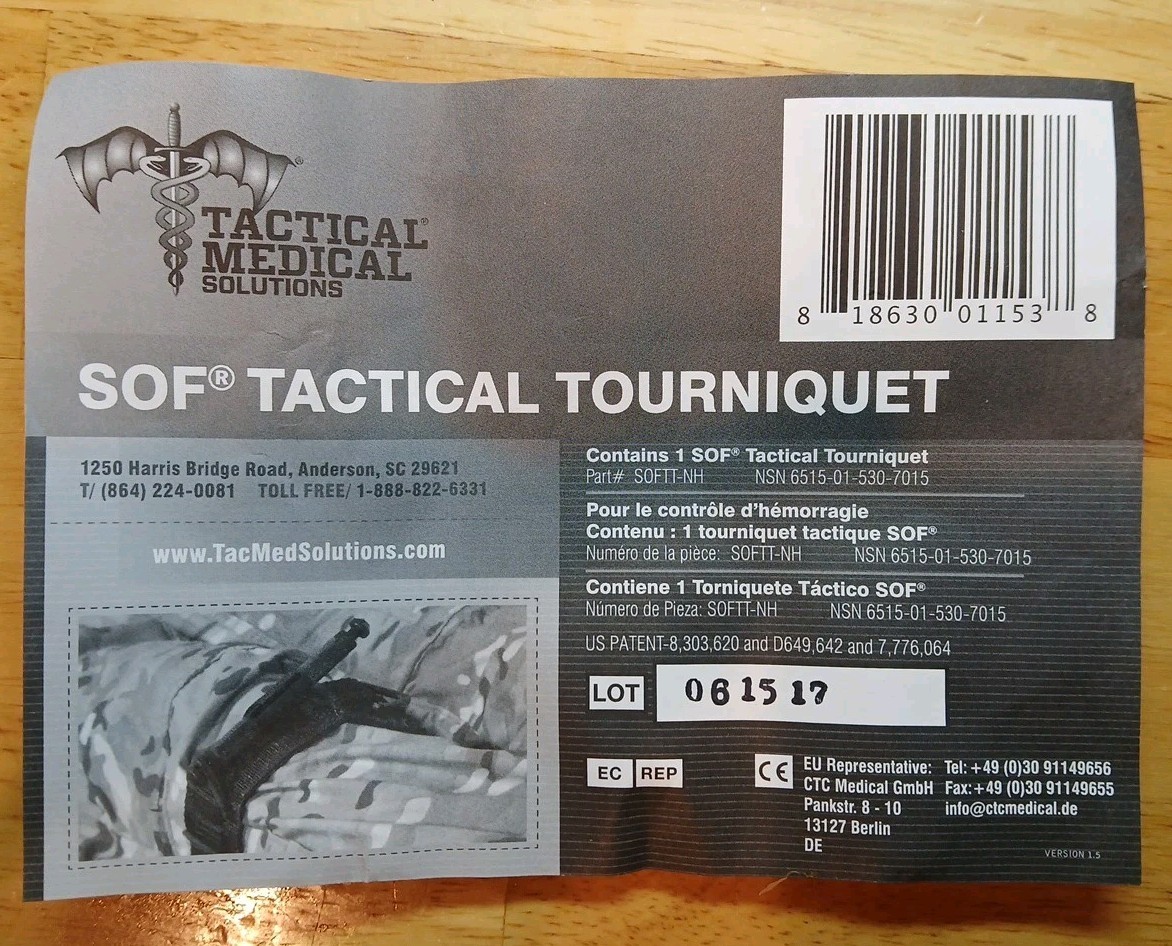 TACTICAL®
MEDICAL
SOLUTIONS
®
8 18630 01153 8
SOF® TACTICAL TOURNIQUET
1250 Harris Bridge Road, Anderson, SC 29621
T/ (864) 224-0081 TOLL FREE/ 1-888-822-6331
www.TacMedSolutions.com
Contains 1 SOF® Tactical Tourniquet
Part# SOFTT-NH NSN 6515-01-530-7015
Pour le contrôle d'hémorragie
Contenu : 1 tourniquet tactique SOF®
Numéro de la pièce: SOFTT-NH NSN 6515-01-530-7015
Contiene 1 Torniquete Táctico SOF®
Número de Pieza: SOFTT-NH NSN 6515-01-530-7015
US PATENT-8,303,620 and D649,642 and 7,776,064
LOT 061517
EC REP
CE
EU Representative: Tel: +49 (0)30 91149656
CTC Medical GmbH Fax:+49 (0)30 91149655
Pankstr. 8 - 10 info@ctcmedical.de
13127 Berlin
DE
VERSION 1.5